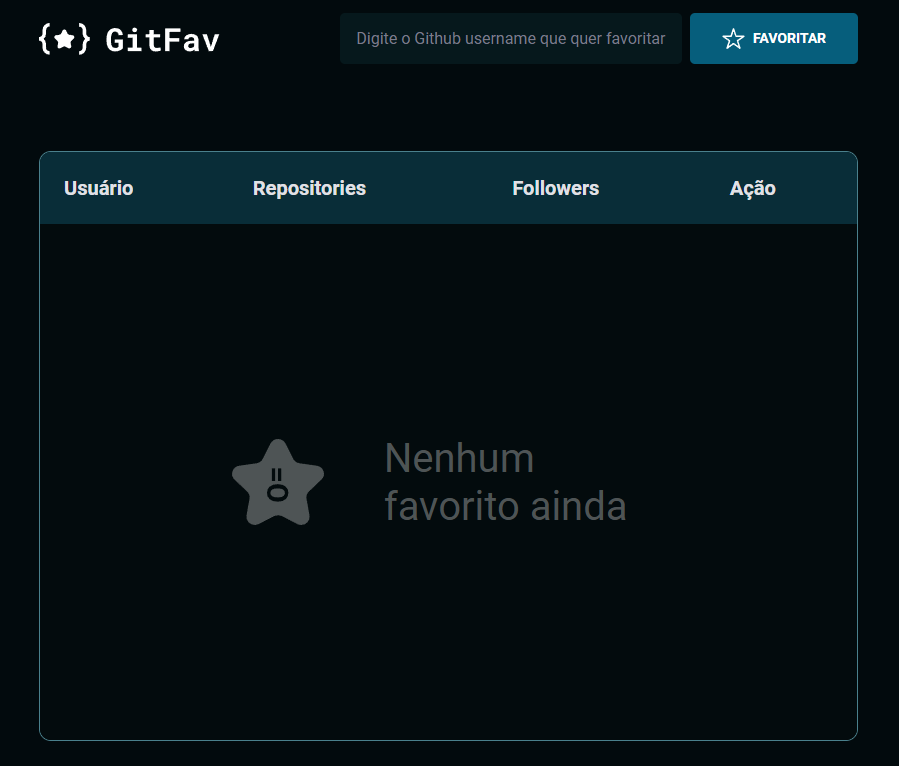 GitFav
Digite o Github username que quer favoritar
FAVORITAR
Usuário Repositories Followers Ação
Nenhum
favorito ainda